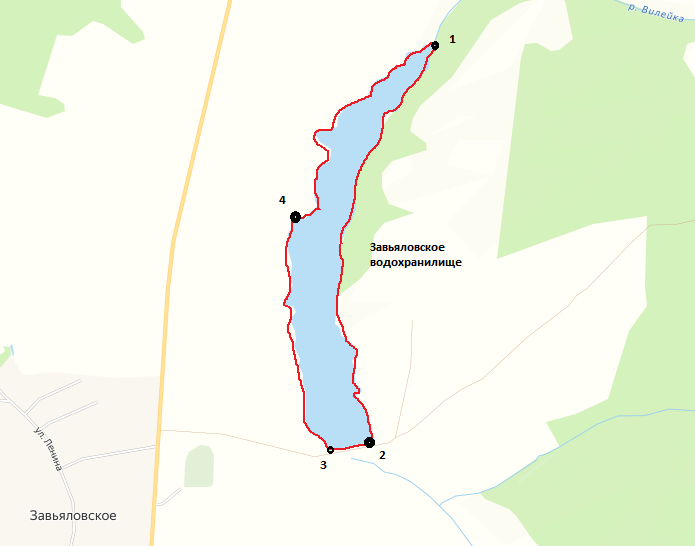 р. Вилейка
1
4
Завьяловское
водохранилище
ул. Ленина
2
3
Завьяловское